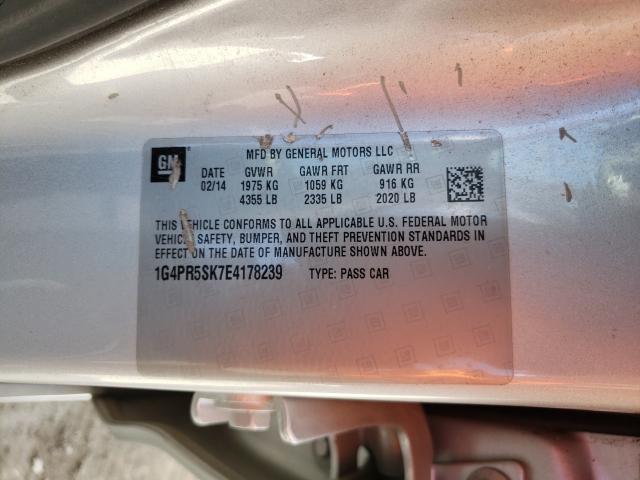 GM
MFD BY GENERAL MOTORS LLC
DATE GVWR GAWR FRT GAWR RR
02/14 1975 KG 1059 KG 916 KG
4355 LB 2335 LB 2020 LB
THIS VEHICLE CONFORMS TO ALL APPLICABLE U.S. FEDERAL MOTOR
VEHICLE SAFETY, BUMPER, AND THEFT PREVENTION STANDARDS IN
EFFECT ON THE DATE OF MANUFACTURE SHOWN ABOVE.
1G4PR5SK7E4178239 TYPE: PASS CAR